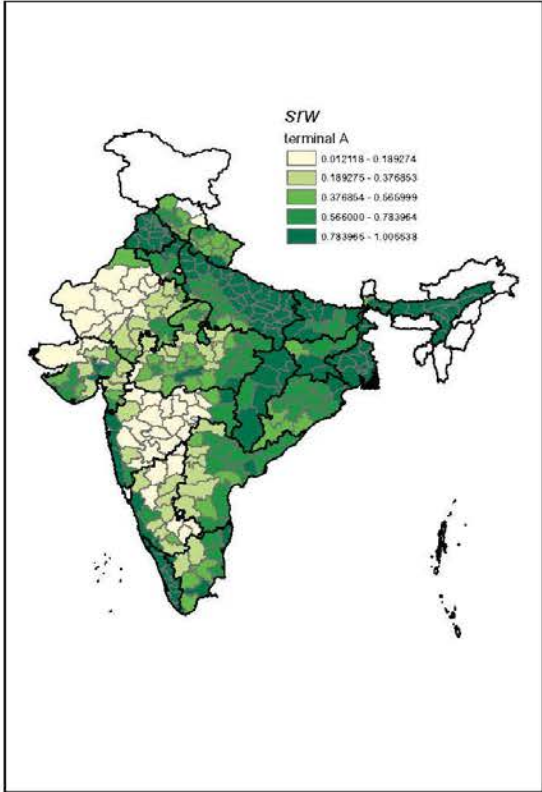 srw
terminal A
0.012118 - 0.189274
0.189275 - 0.376853
0.376854 - 0.565999
0.566000 - 0.783964
0.783965 - 1.005538